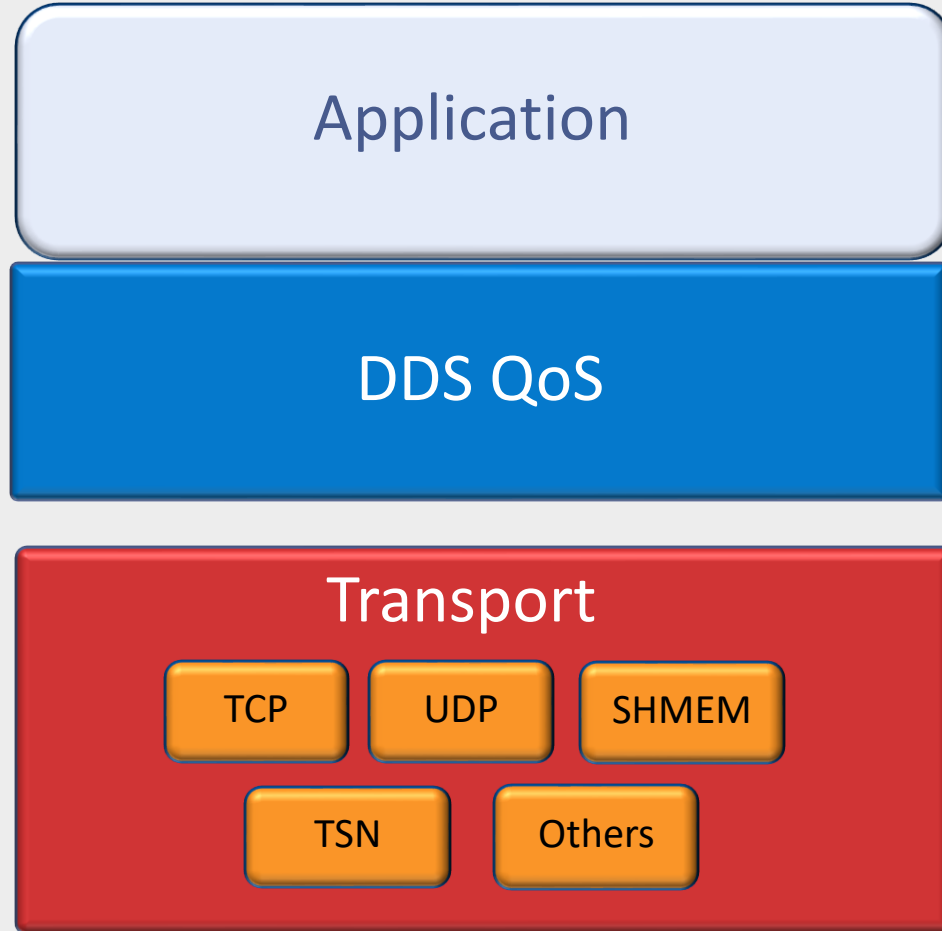 Application
DDS QoS
Transport
TCP UDP SHMEM
TSN Others